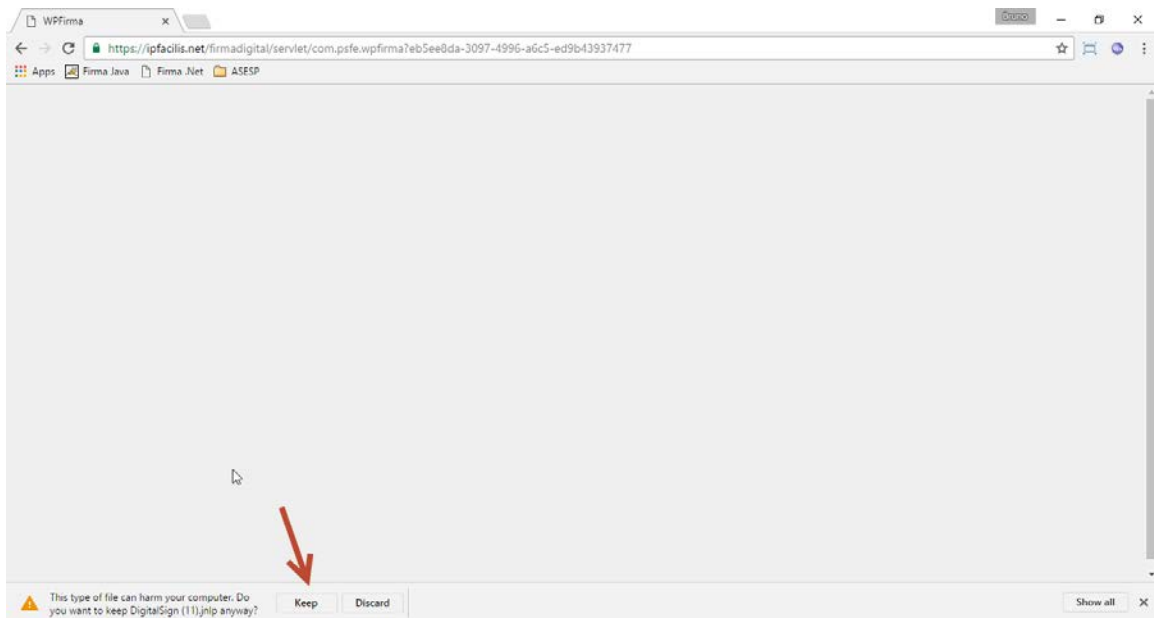 WPFirma
Bruno
https://ipfacilis.net/firmadigital/servlet/com.psfe.wpfirma?eb5ee8da-3097-4996-a6c5-ed9b43937477
Apps Firma Java Firma .Net ASESP
This type of file can harm your computer. Do
you want to keep DigitalSign (11).jnlp anyway?
Keep Discard Show all